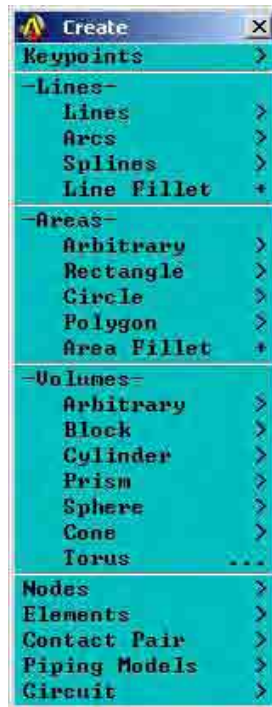 Create
Keypoints >
-Lines-
Lines >
Arcs >
Splines >
Line Fillet +
-Areas-
Arbitrary >
Rectangle >
Circle >
Polygon >
Area Fillet +
-Volumes-
Arbitrary >
Block >
Cylinder >
Prism >
Sphere >
Cone >
Torus ...
Nodes >
Elements >
Contact Pair >
Piping Models >
Circuit >